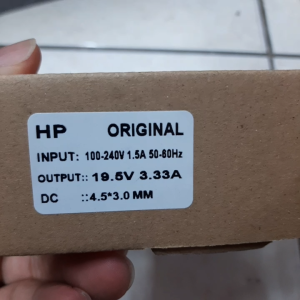 HP ORIGINAL
INPUT: 100-240V 1.5A 50-60Hz
OUTPUT:: 19.5V 3.33A
DC ::4.5*3.0 MM